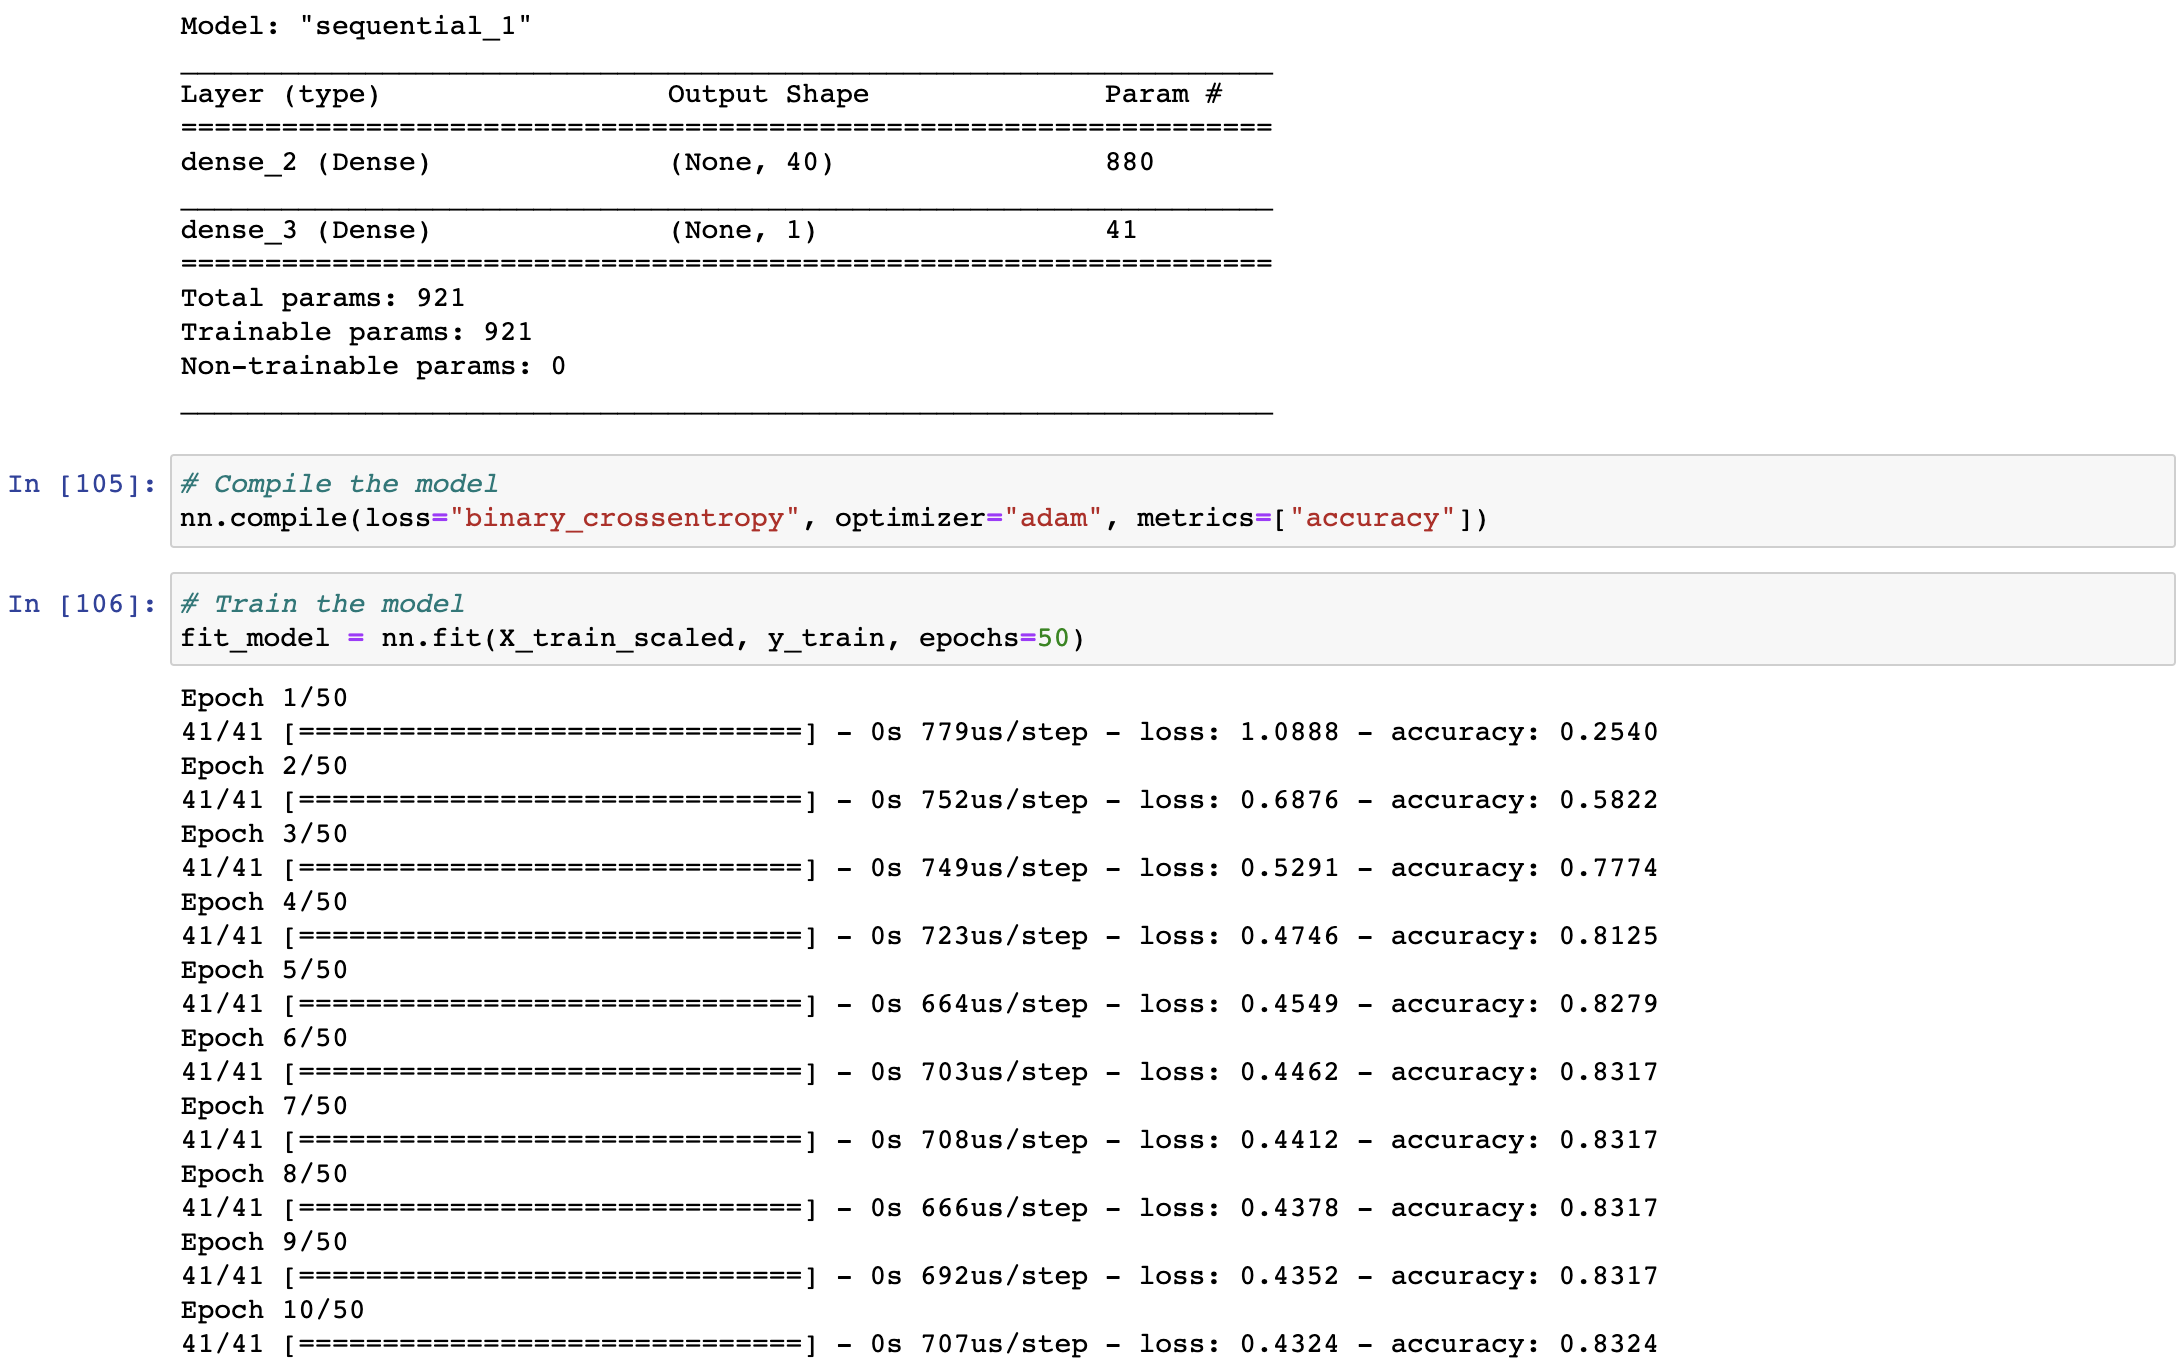 Model: "sequential_1"
_________________________________________________________________
Layer (type)                 Output Shape              Param #
=================================================================
dense_2 (Dense)              (None, 40)                880
_________________________________________________________________
dense_3 (Dense)              (None, 1)                 41
=================================================================
Total params: 921
Trainable params: 921
Non-trainable params: 0
_________________________________________________________________
In [105]: # Compile the model
nn.compile(loss="binary_crossentropy", optimizer="adam", metrics=["accuracy"])
In [106]: # Train the model
fit_model = nn.fit(X_train_scaled, y_train, epochs=50)
Epoch 1/50
41/41 [==============================] - 0s 779us/step - loss: 1.0888 - accuracy: 0.2540
Epoch 2/50
41/41 [==============================] - 0s 752us/step - loss: 0.6876 - accuracy: 0.5822
Epoch 3/50
41/41 [==============================] - 0s 749us/step - loss: 0.5291 - accuracy: 0.7774
Epoch 4/50
41/41 [==============================] - 0s 723us/step - loss: 0.4746 - accuracy: 0.8125
Epoch 5/50
41/41 [==============================] - 0s 664us/step - loss: 0.4549 - accuracy: 0.8279
Epoch 6/50
41/41 [==============================] - 0s 703us/step - loss: 0.4462 - accuracy: 0.8317
Epoch 7/50
41/41 [==============================] - 0s 708us/step - loss: 0.4412 - accuracy: 0.8317
Epoch 8/50
41/41 [==============================] - 0s 666us/step - loss: 0.4378 - accuracy: 0.8317
Epoch 9/50
41/41 [==============================] - 0s 692us/step - loss: 0.4352 - accuracy: 0.8317
Epoch 10/50
41/41 [==============================] - 0s 707us/step - loss: 0.4324 - accuracy: 0.8324